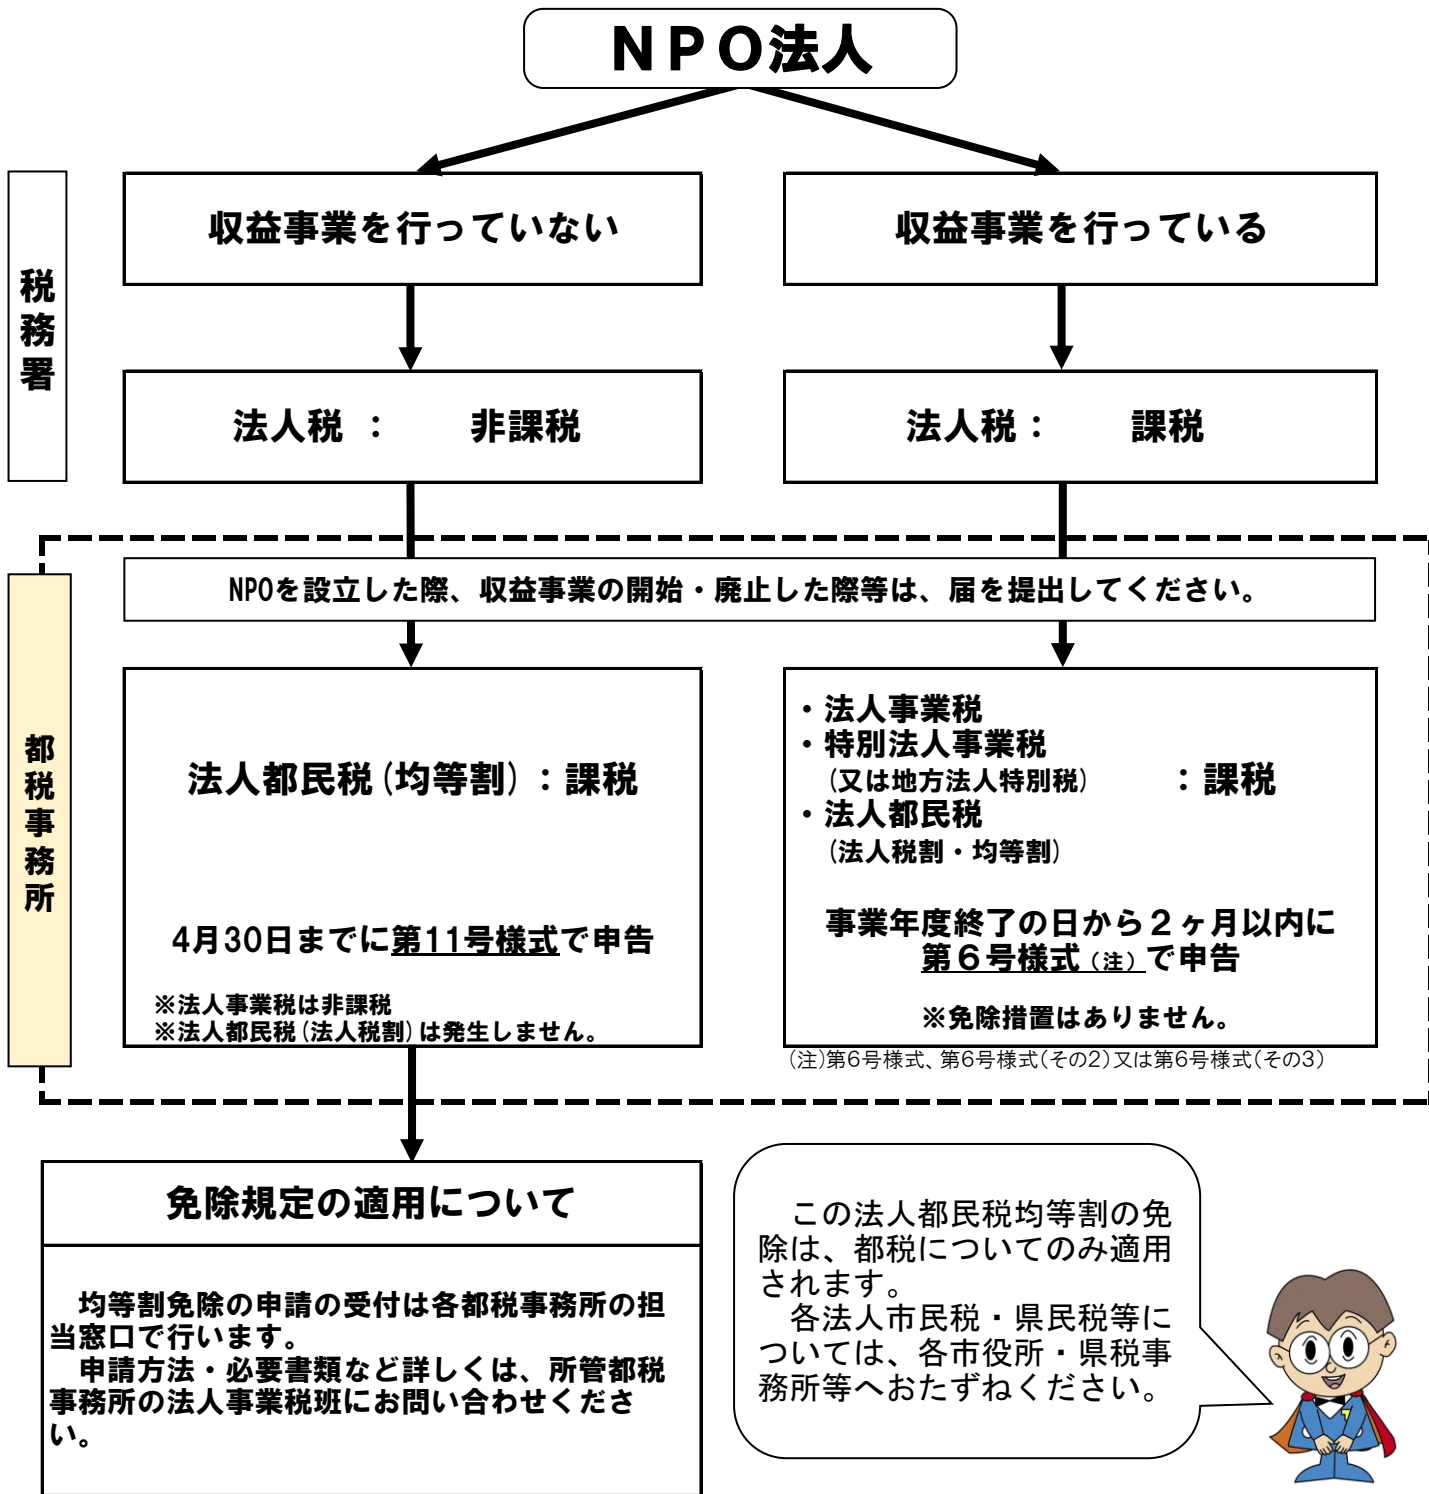 NPO法人
税務署
収益事業を行っていない
収益事業を行っている
法人税 ： 非課税
法人税： 課税
NPOを設立した際、収益事業の開始・廃止した際等は、届を提出してください。
都税事務所
法人都民税(均等割)：課税
4月30日までに第11号様式で申告
※法人事業税は非課税
※法人都民税(法人税割)は発生しません。
・法人事業税
・特別法人事業税
(又は地方法人特別税) ：課税
・法人都民税
(法人税割・均等割)
事業年度終了の日から２ヶ月以内に
第６号様式（注）で申告
※免除措置はありません。
(注)第6号様式、第6号様式(その2)又は第6号様式(その3)
免除規定の適用について
均等割免除の申請の受付は各都税事務所の担
当窓口で行います。
申請方法・必要書類など詳しくは、所管都税
事務所の法人事業税班にお問い合わせくださ
い。
この法人都民税均等割の免
除は、都税についてのみ適用
されます。
各法人市民税・県民税等に
ついては、各市役所・県税事
務所等へおたずねください。